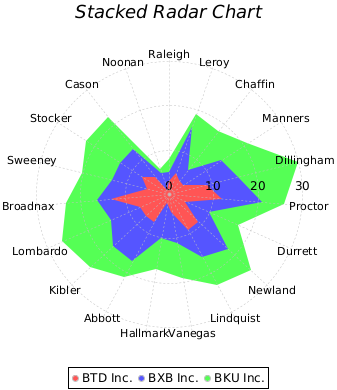 Stacked Radar Chart
Raleigh
Noonan
Leroy
Cason
Chaffin
Stocker
Manners
Sweeney
Dillingham
0 10 20 30
Broadnax
Proctor
Lombardo
Durrett
Kibler
Newland
Abbott
Lindquist
Hallmark
Vanegas
BTD Inc. BXB Inc. BKU Inc.